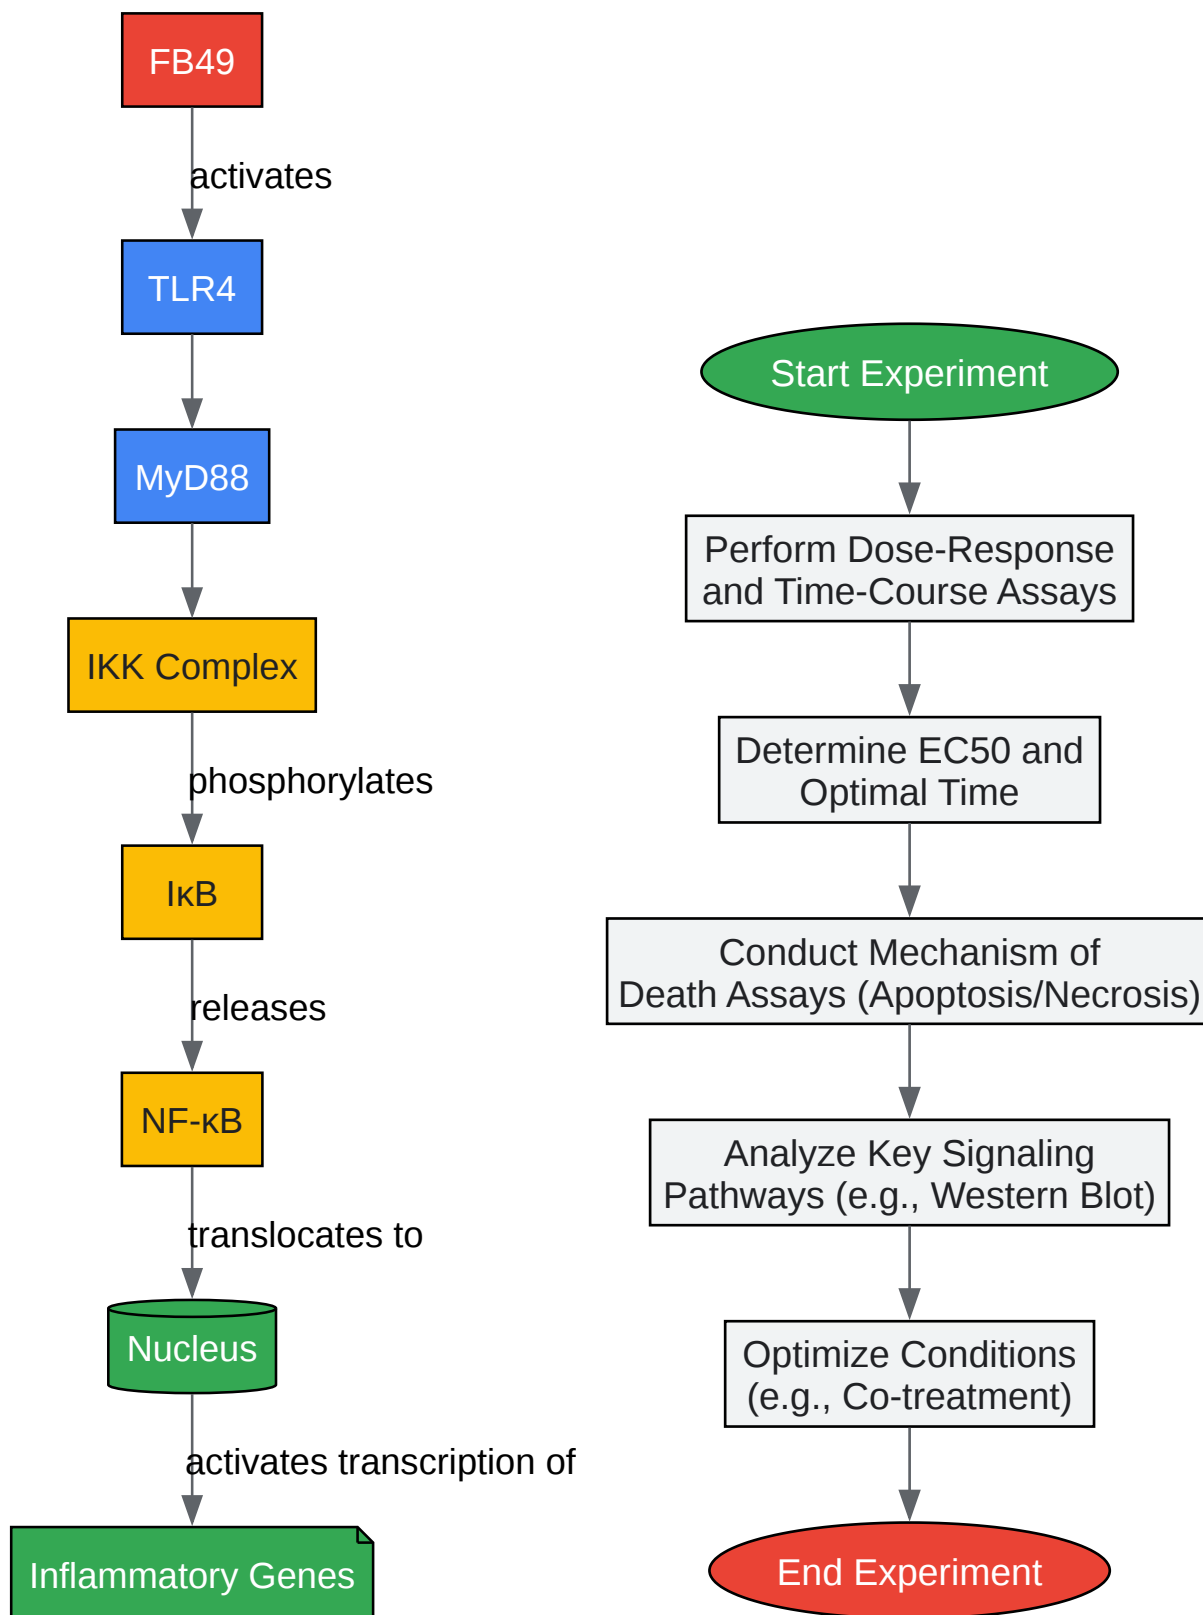 FB49
activates
TLR4
MyD88
IKK Complex
phosphorylates
IκB
releases
NF-κB
translocates to
Nucleus
activates transcription of
Inflammatory Genes
Start Experiment
Perform Dose-Response
and Time-Course Assays
Determine EC50 and
Optimal Time
Conduct Mechanism of
Death Assays (Apoptosis/Necrosis)
Analyze Key Signaling
Pathways (e.g., Western Blot)
Optimize Conditions
(e.g., Co-treatment)
End Experiment